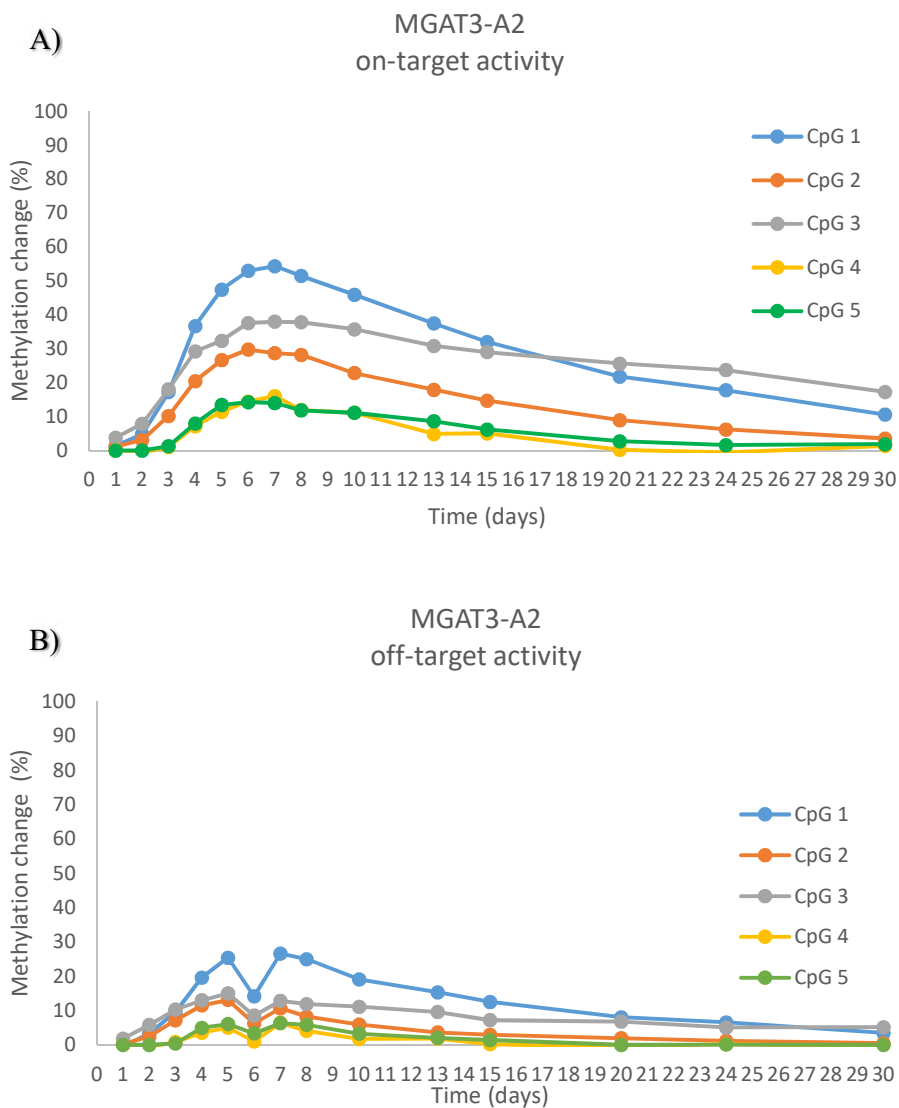 A)
MGAT3-A2
on-target activity
Methylation change (%)
100
90
80
70
60
50
40
30
20
10
0
CpG 1
CpG 2
CpG 3
CpG 4
CpG 5
0 1 2 3 4 5 6 7 8 9 10 11 12 13 14 15 16 17 18 19 20 21 22 23 24 25 26 27 28 29 30
Time (days)
B)
MGAT3-A2
off-target activity
Methylation change (%)
100
90
80
70
60
50
40
30
20
10
0
CpG 1
CpG 2
CpG 3
CpG 4
CpG 5
0 1 2 3 4 5 6 7 8 9 10 11 12 13 14 15 16 17 18 19 20 21 22 23 24 25 26 27 28 29 30
Time (days)